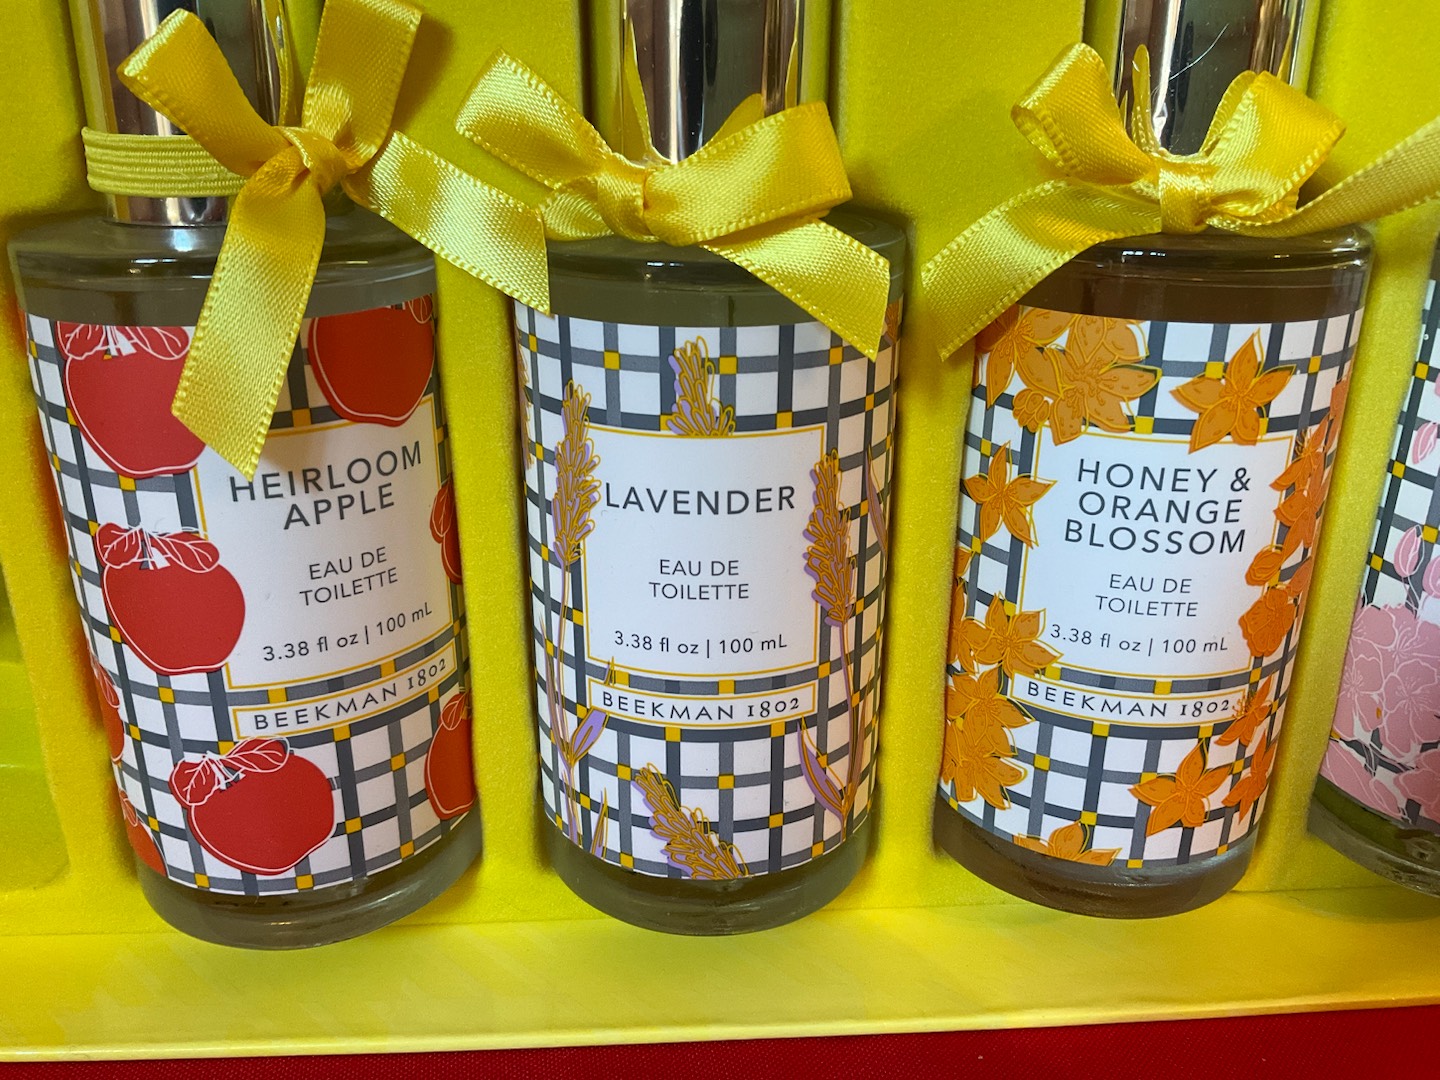 HEIRLOOM
APPLE
EAU DE
TOILETTE
3.38 fl oz | 100 mL
BEEKMAN 1802
LAVENDER
EAU DE
TOILETTE
3.38 fl oz | 100 mL
BEEKMAN 1802
HONEY &
ORANGE
BLOSSOM
EAU DE
TOILETTE
3.38 fl oz | 100 mL
BEEKMAN 1802